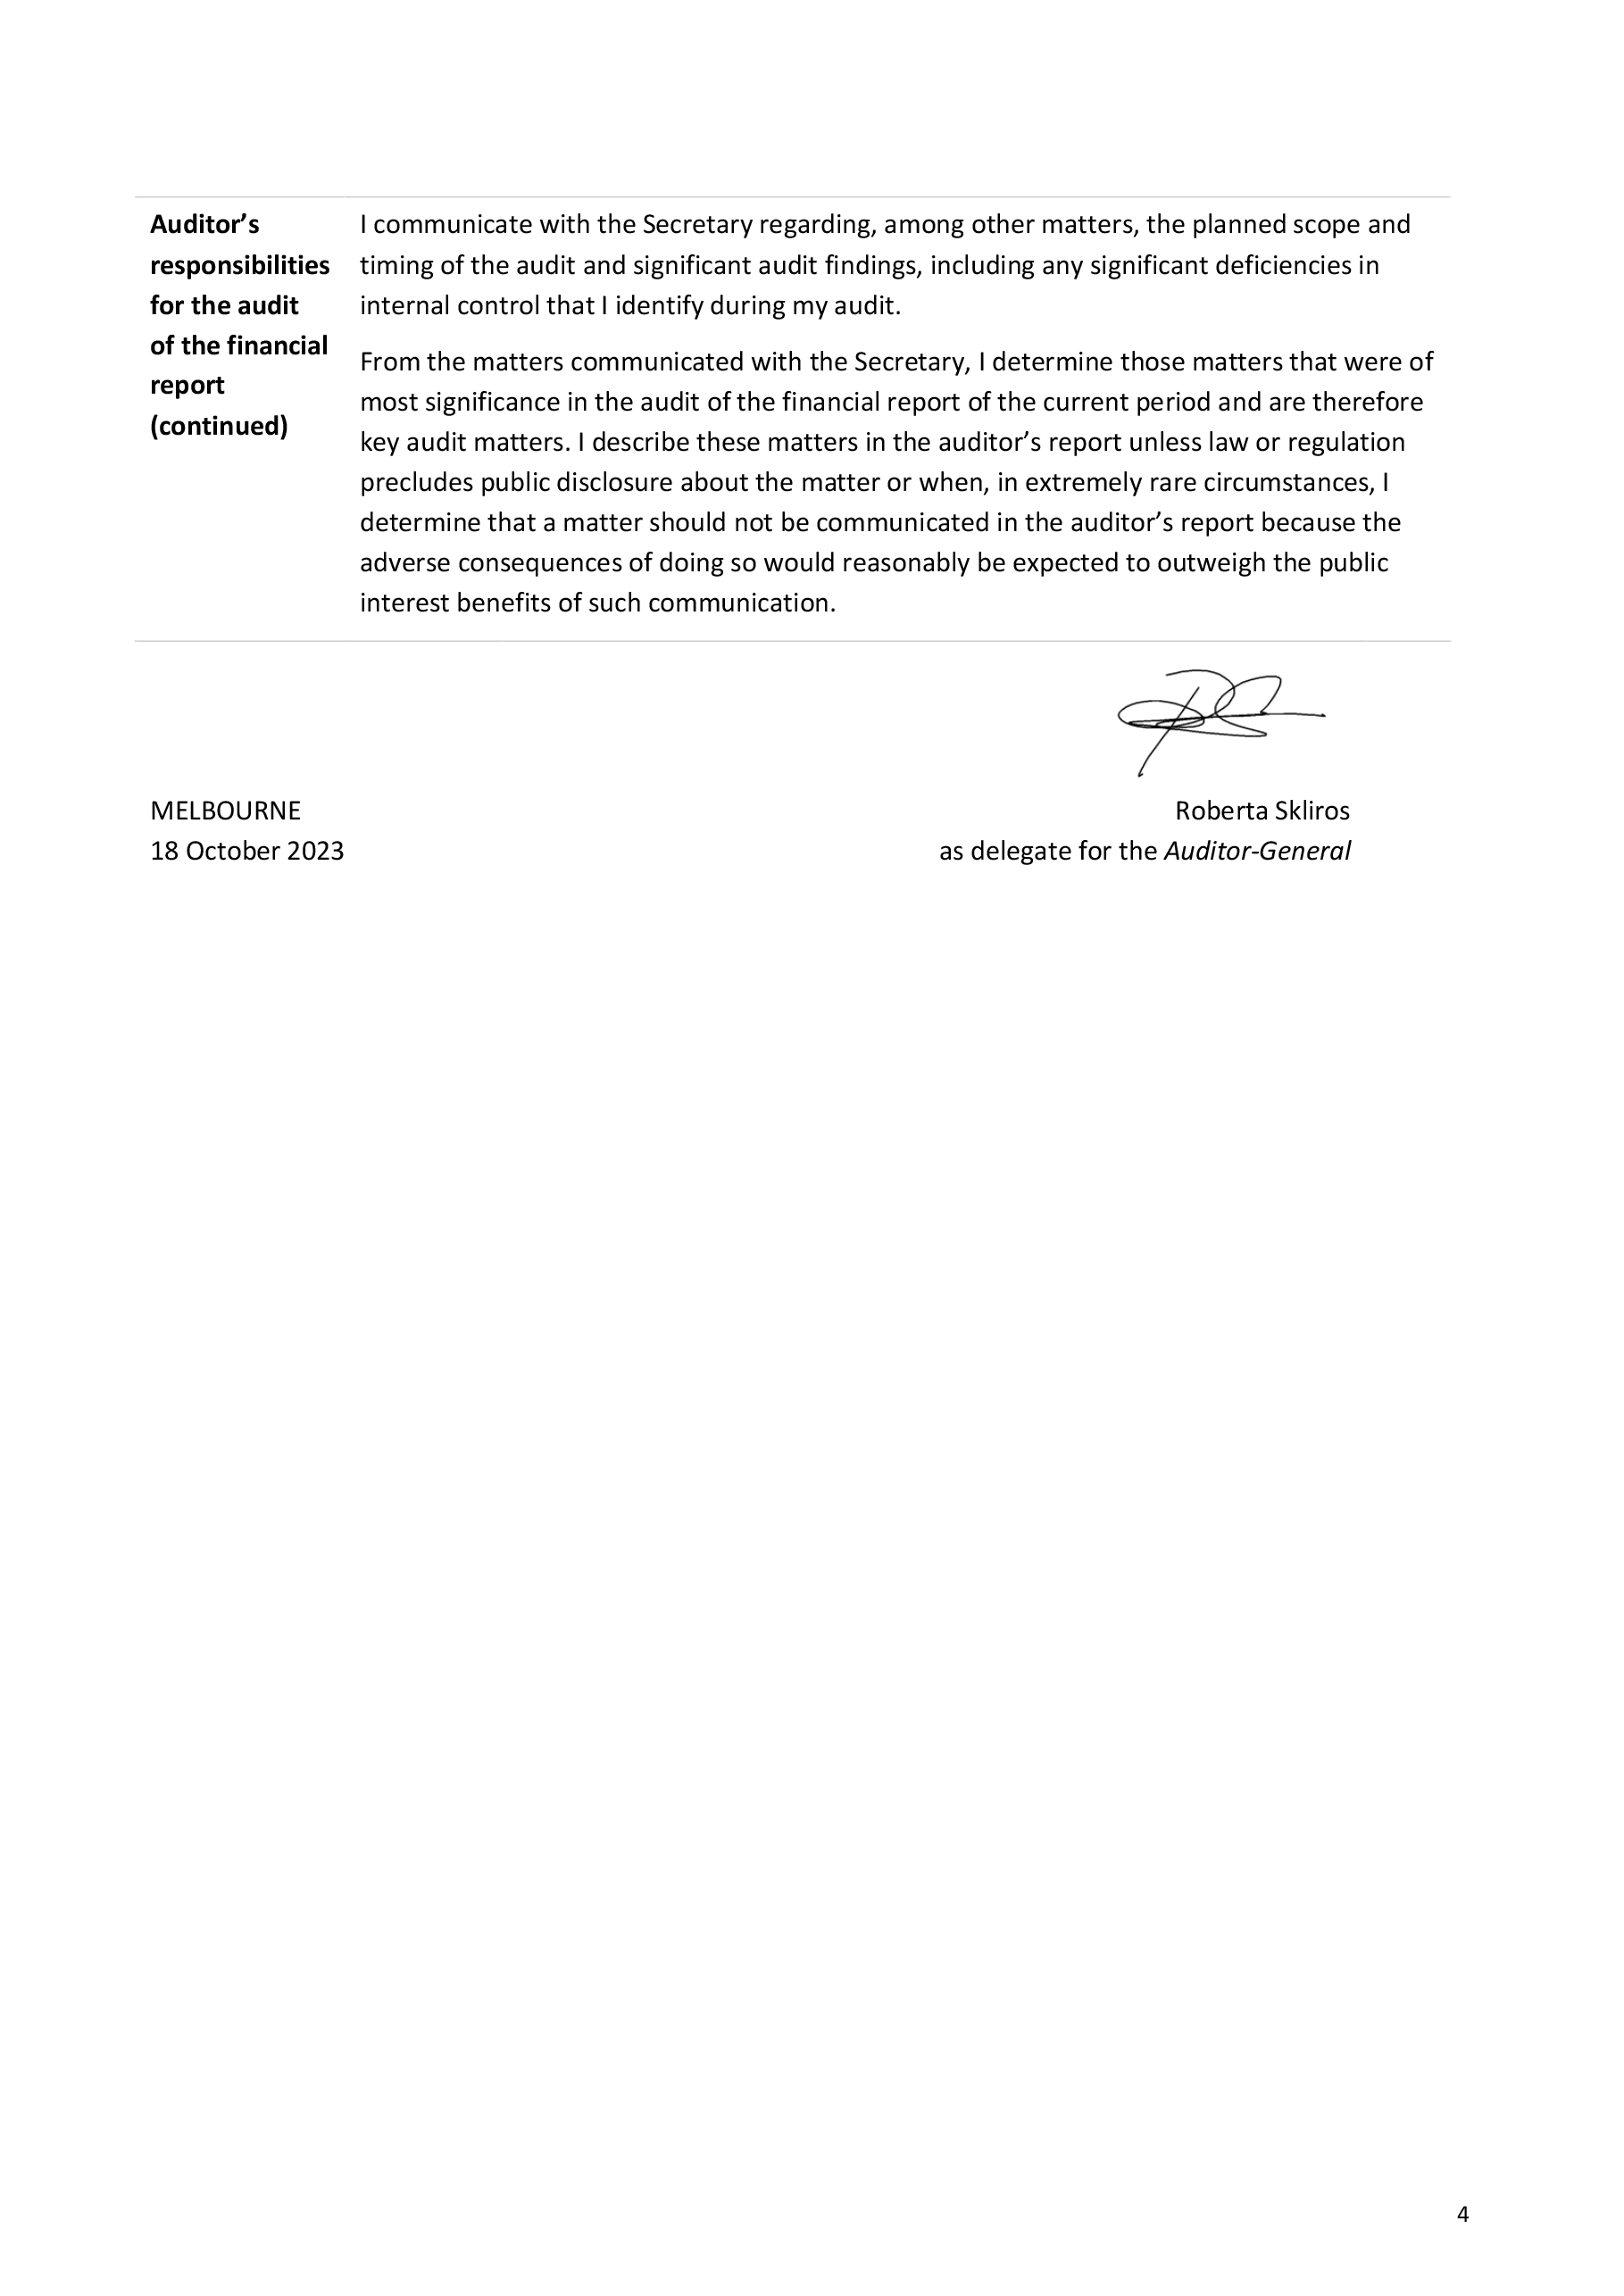 Auditor’s
responsibilities
for the audit
of the financial
report
(continued)
I communicate with the Secretary regarding, among other matters, the planned scope and
timing of the audit and significant audit findings, including any significant deficiencies in
internal control that I identify during my audit.
From the matters communicated with the Secretary, I determine those matters that were of
most significance in the audit of the financial report of the current period and are therefore
key audit matters. I describe these matters in the auditor’s report unless law or regulation
precludes public disclosure about the matter or when, in extremely rare circumstances, I
determine that a matter should not be communicated in the auditor’s report because the
adverse consequences of doing so would reasonably be expected to outweigh the public
interest benefits of such communication.
MELBOURNE
18 October 2023
Roberta Skliros
as delegate for the Auditor-General
4